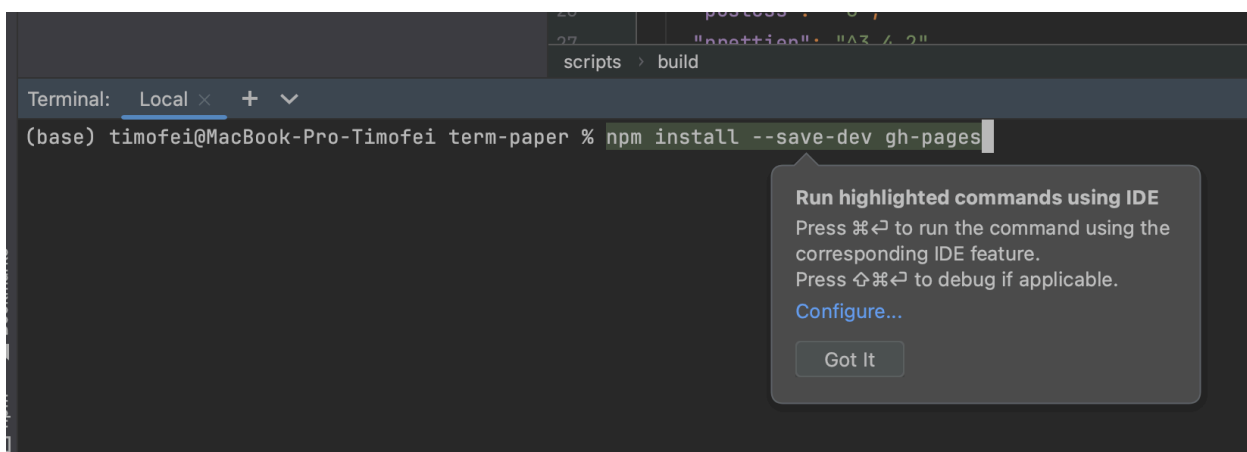 scripts › build
Terminal: Local × +
(base) timofei@MacBook-Pro-Timofei term-paper % npm install --save-dev gh-pages
Run highlighted commands using IDE
Press ⌘⏎ to run the command using the
corresponding IDE feature.
Press ⇧⌘⏎ to debug if applicable.
Configure...
Got It